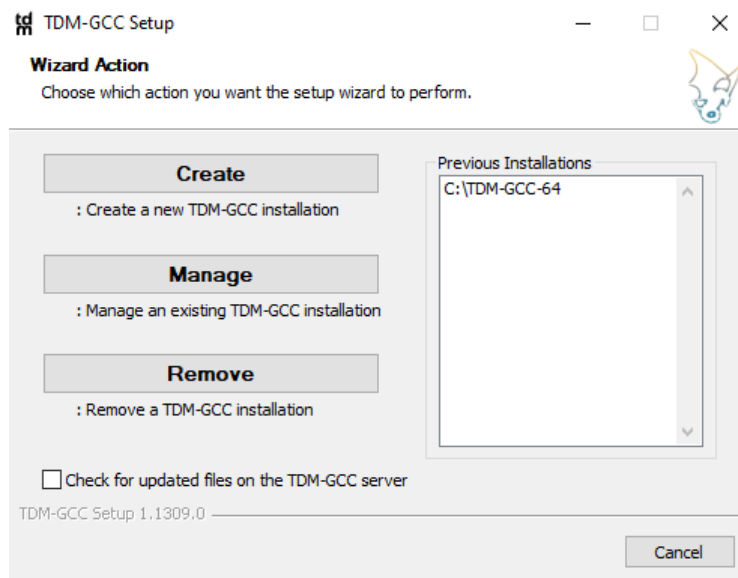 tdm TDM-GCC Setup
Wizard Action
Choose which action you want the setup wizard to perform.
Create
: Create a new TDM-GCC installation
Manage
: Manage an existing TDM-GCC installation
Remove
: Remove a TDM-GCC installation
Previous Installations
C:\TDM-GCC-64
Check for updated files on the TDM-GCC server
TDM-GCC Setup 1.1309.0
Cancel